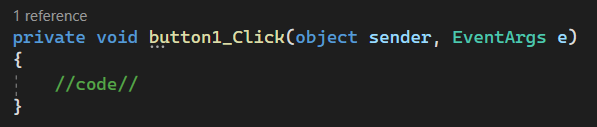 1 reference
private void button1_Click(object sender, EventArgs e)
{
    //code//
}